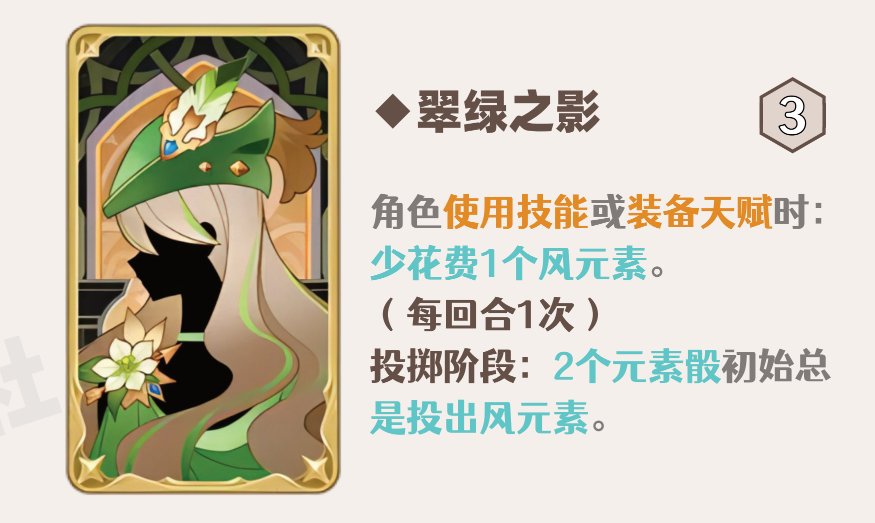 ◆翠绿之影
3
角色使用技能或装备天赋时：
少花费1个风元素。
（每回合1次）
投掷阶段：2个元素骰初始总
是投出风元素。
社